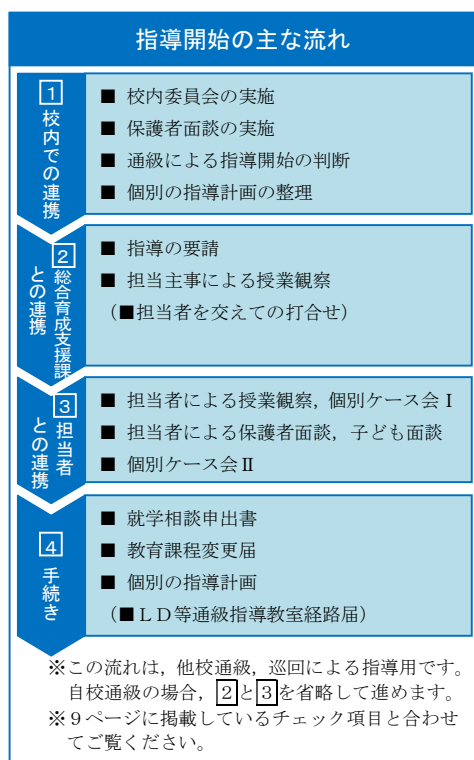 指導開始の主な流れ
1 校内での連携
■ 校内委員会の実施
■ 保護者面談の実施
■ 通級による指導開始の判断
■ 個別の指導計画の整理
2 総合育成支援課
との連携
■ 指導の要請
■ 担当主事による授業観察
(■担当者を交えての打合せ)
3 担当者
との連携
■ 担当者による授業観察, 個別ケース会Ⅰ
■ 担当者による保護者面談, 子ども面談
■ 個別ケース会Ⅱ
4 手続き
■ 就学相談申出書
■ 教育課程変更届
■ 個別の指導計画
(■LD等通級指導教室経路届)
※この流れは, 他校通級, 巡回による指導用です。
自校通級の場合, 2と3を省略して進めます。
※9ページに掲載しているチェック項目と合わせ
てご覧ください。